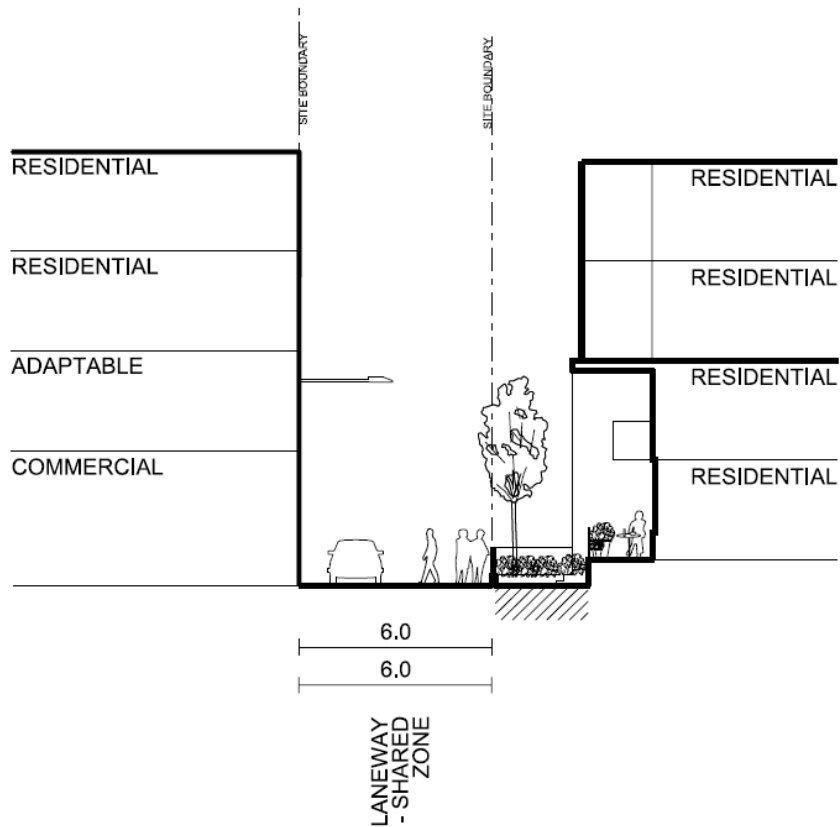 SITE BOUNDARY
SITE BOUNDARY
RESIDENTIAL
RESIDENTIAL
RESIDENTIAL
RESIDENTIAL
ADAPTABLE
RESIDENTIAL
COMMERCIAL
RESIDENTIAL
6.0
6.0
LANEWAY
- SHARED
ZONE